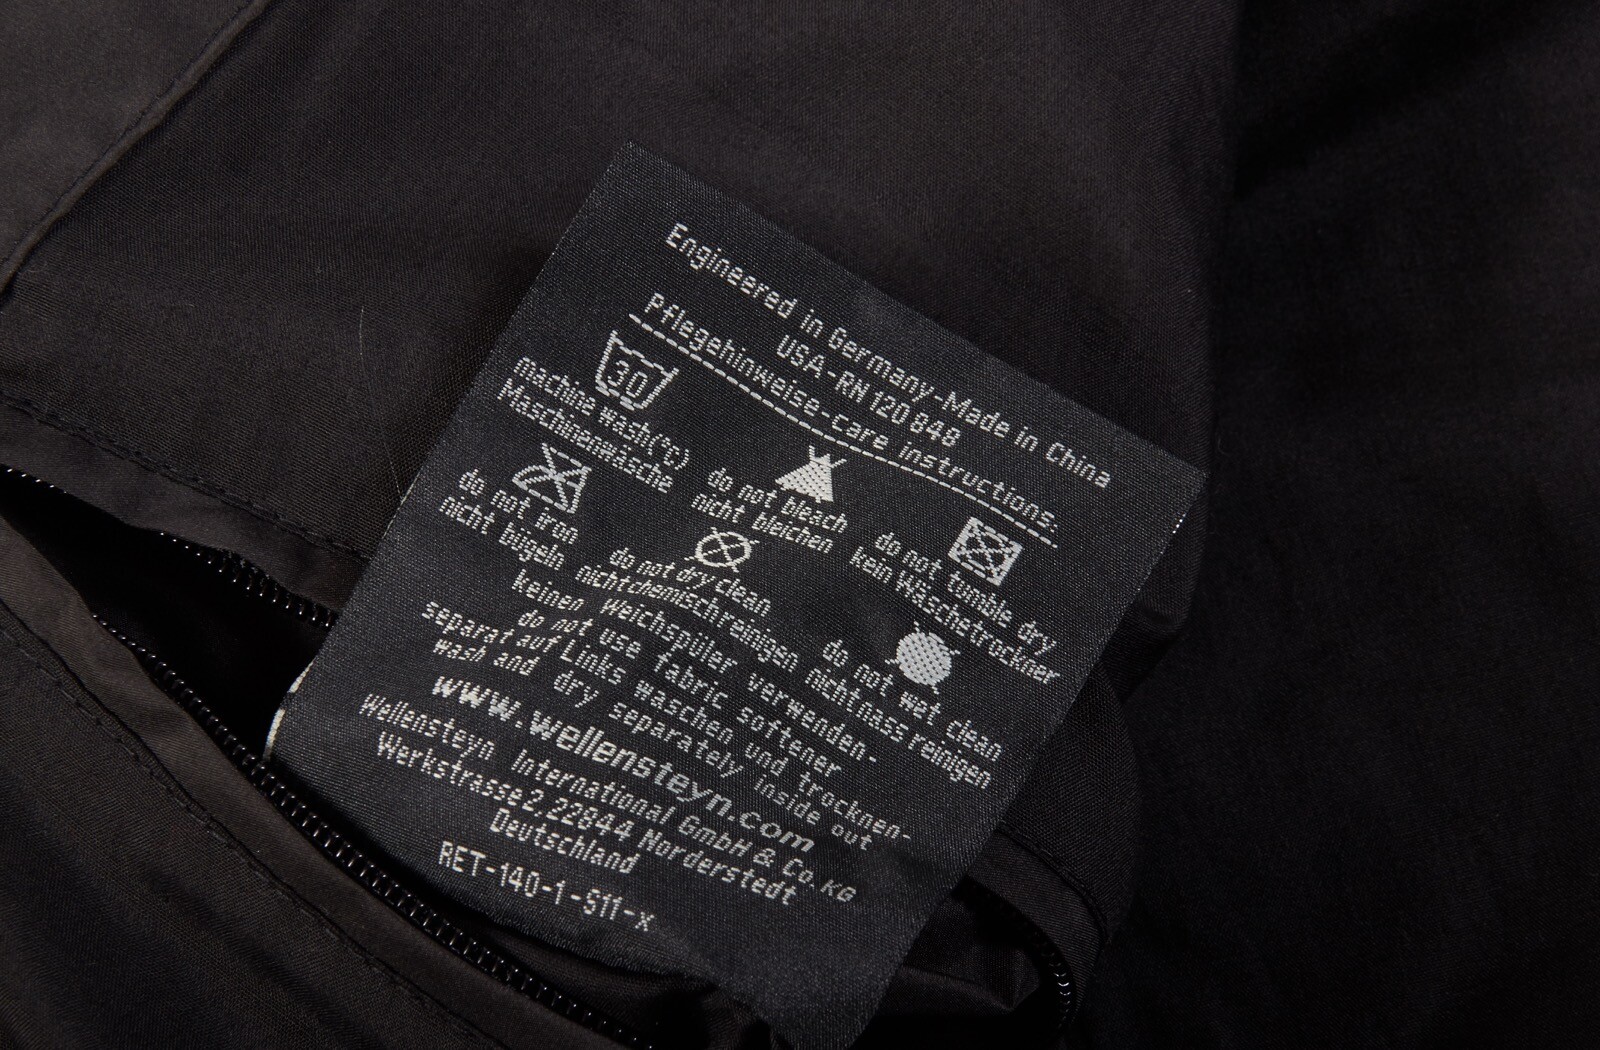 Engineered in Germany-Made in China
USA-RN 120 848
Pflegehinweise-care instructions.
30
machine wash(°c)
Maschinenwäsche
do not bleach
nicht bleichen
do not tumble dry
kein Wäschetrockner
do not iron
nicht bügeln
do not dry clean
nichtchemischreinigen
do not wet clean
nichtnass reinigen
keinen Weichspüler verwenden-
do not use fabric softener
separat auf Links waschen und trocknen-
wash and dry separately inside out
www.wellensteyn.com
Wellensteyn International GmbH & Co. KG
Werkstrasse 2, 22844 Norderstedt
Deutschland
RET-140-1-S11-x